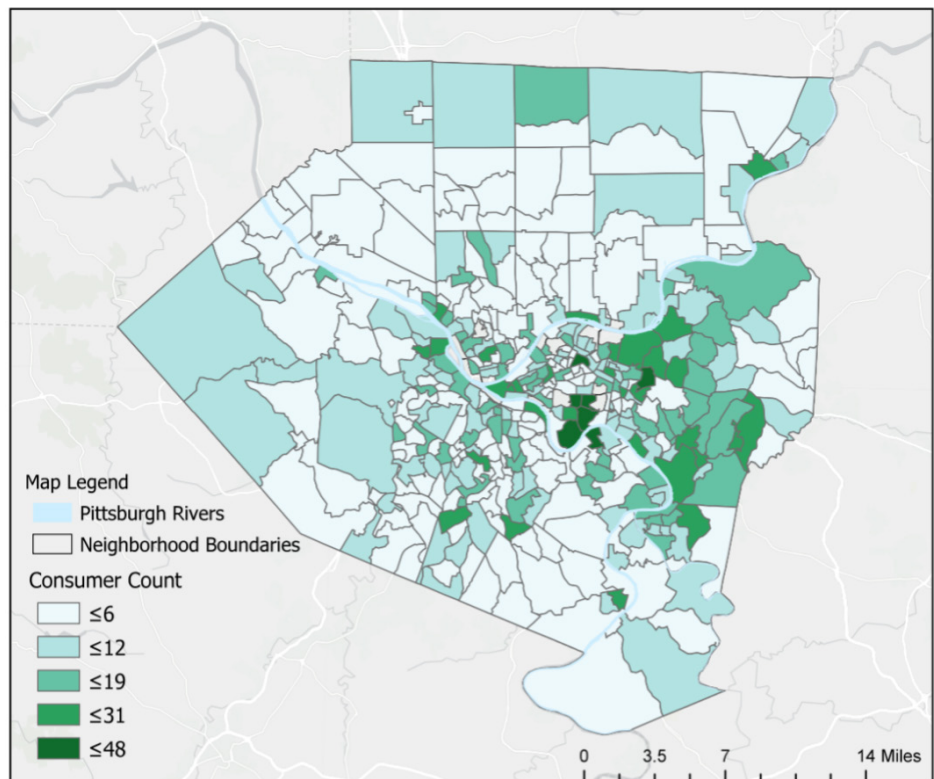 Map Legend
Pittsburgh Rivers
Neighborhood Boundaries
Consumer Count
≤6
≤12
≤19
≤31
≤48
0 3.5 7 14 Miles